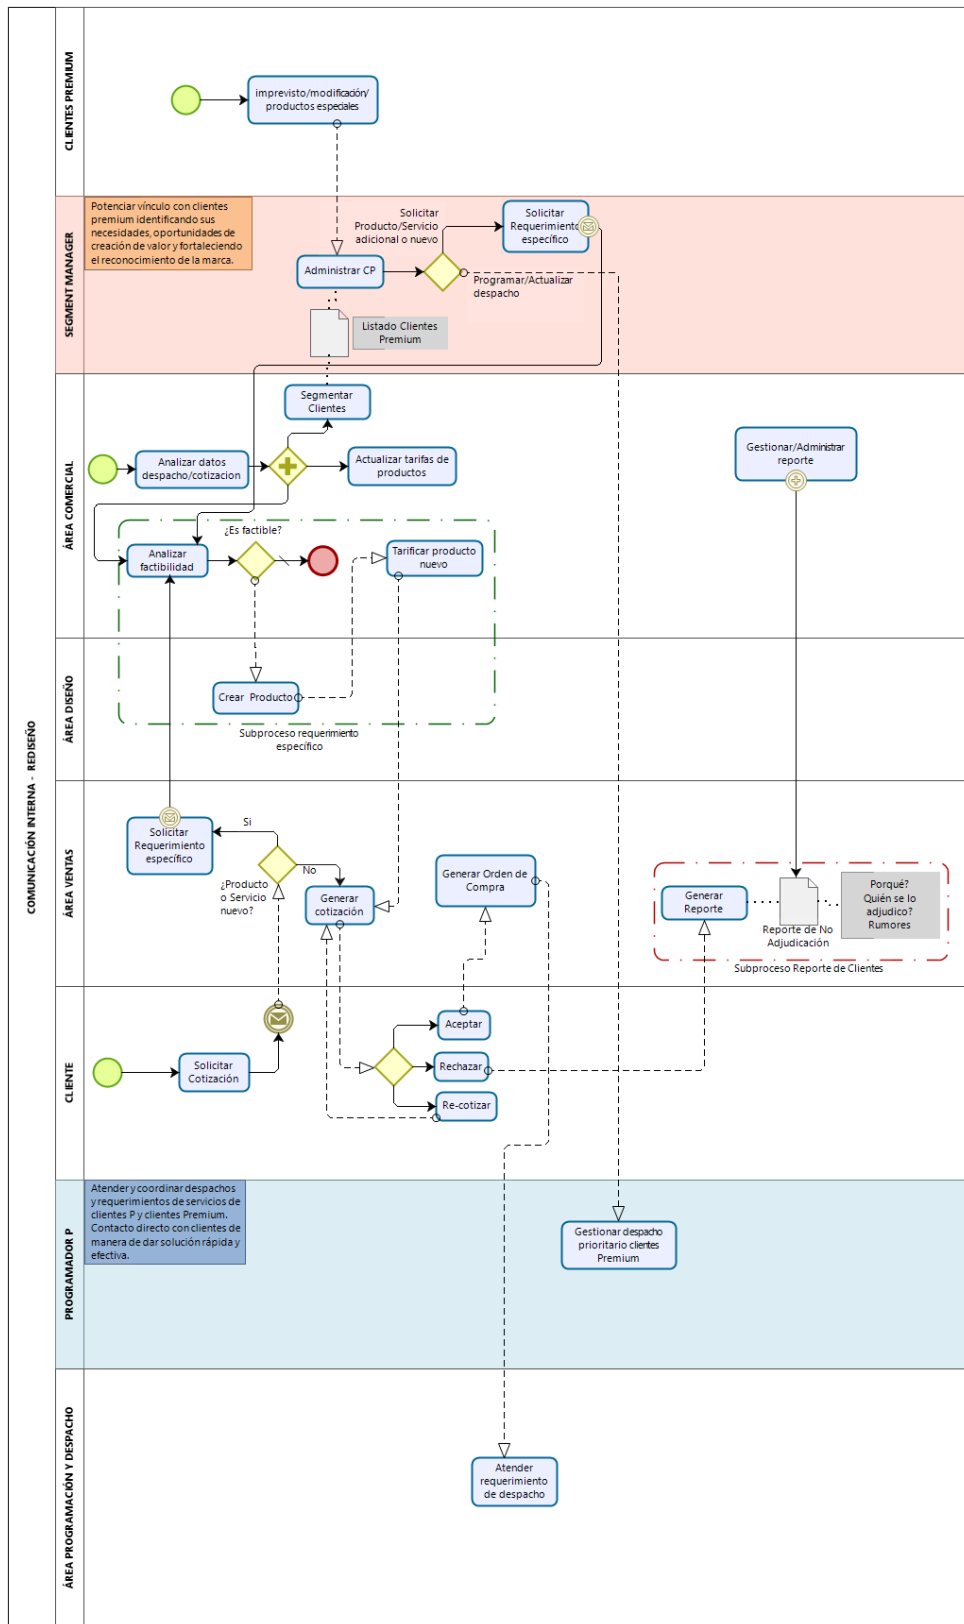 COMUNICACIÓN INTERNA - REDISEÑO
CLIENTES PREMIUM
imprevisto/modificación/
productos especiales
SEGMENT MANAGER
Potenciar vínculo con clientes
premium identificando sus
necesidades, oportunidades de
creación de valor y fortaleciendo
el reconocimiento de la marca.
Solicitar
Producto/Servicio
adicional o nuevo
Solicitar
Requerimiento
específico
Administrar CP
Programar/Actualizar
despacho
Listado Clientes
Premium
ÁREA COMERCIAL
Segmentar
Clientes
Gestionar/Administrar
reporte
Analizar datos
despacho/cotizacion
Actualizar tarifas de
productos
¿Es factible?
Analizar
factibilidad
Tarificar producto
nuevo
ÁREA DISEÑO
Crear Producto
Subproceso requerimiento
específico
ÁREA VENTAS
Solicitar
Requerimiento
específico
Si
No
¿Producto
o Servicio
nuevo?
Generar
cotización
Generar Orden de
Compra
Generar
Reporte
Reporte de No
Adjudicación
Porqué?
Quién se lo
adjudico?
Rumores
Subproceso Reporte de Clientes
CLIENTE
Solicitar
Cotización
Aceptar
Rechazar
Re-cotizar
PROGRAMADOR P
Atender y coordinar despachos
y requerimientos de servicios de
clientes P y clientes Premium.
Contacto directo con clientes de
manera de dar solución rápida y
efectiva.
Gestionar despacho
prioritario clientes
Premium
ÁREA PROGRAMACIÓN Y DESPACHO
Atender
requerimiento
de despacho